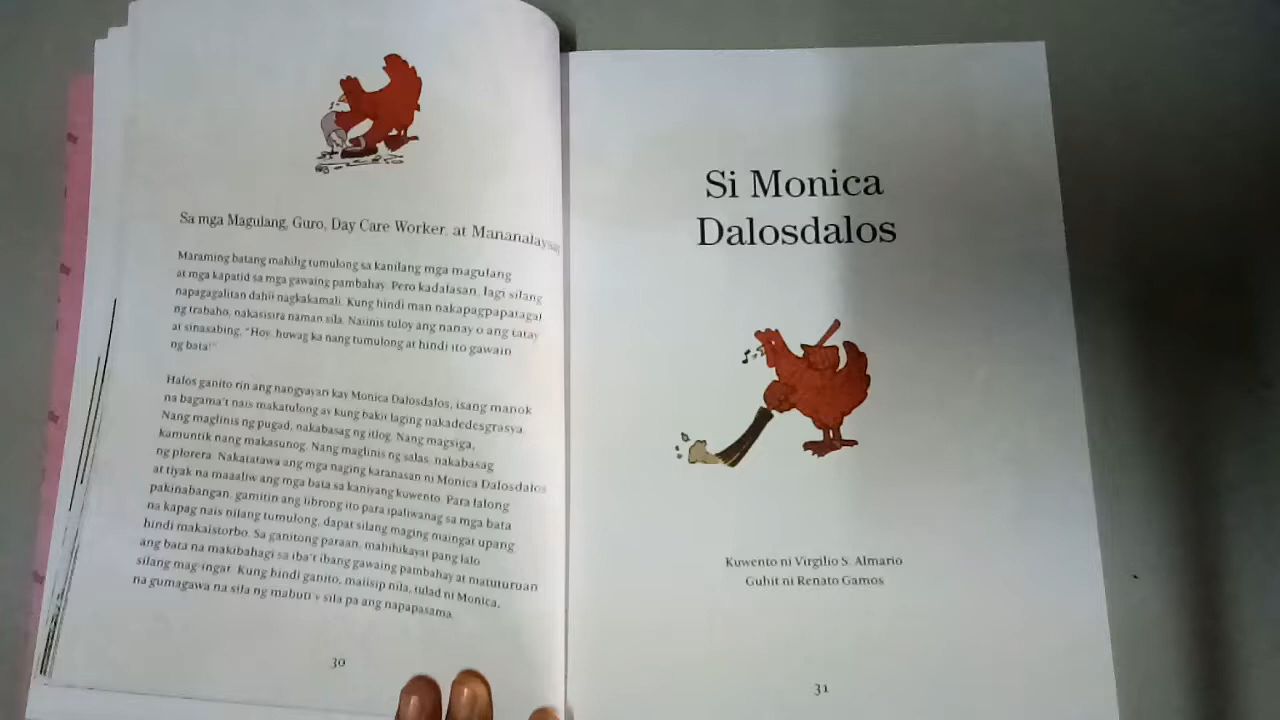 Sa mga Magulang, Guro, Day Care Worker, at Mananalaysay
Maraming batang mahilig tumulong sa kanilang mga magulang
at mga kapatid sa mga gawaing pambahay. Pero kadalasan, lagi silang
napagagalitan dahil nagkakamali. Kung hindi man nakapagpapatagal
ng trabaho, nakasisira naman sila. Naiinis tuloy ang nanay o ang tatay
at sinasabing, "Hoy, huwag ka nang tumulong at hindi ito gawain
ng bata!"
Halos ganito rin ang nangyayari kay Monica Dalosdalos, isang manok
na bagama't nais makatulong ay kung bakit laging nakadedesgrasya.
Nang maglinis ng pugad, nakabasag ng itlog. Nang magsiga,
kamuntik nang makasunog. Nang maglinis ng salas, nakabasag
ng plorera. Nakatatawa ang mga naging karanasan ni Monica Dalosdalos
at tiyak na maaaliw ang mga bata sa kaniyang kuwento. Para lalong
pakinabangan, gamitin ang librong ito para ipaliwanag sa mga bata
na kapag nais nilang tumulong, dapat silang maging maingat upang
hindi makaistorbo. Sa ganitong paraan, mahihikayat pang lalo
ang bata na makibahagi sa iba't ibang gawaing pambahay at matuturuan
silang mag-ingat. Kung hindi ganito, maiisip nila, tulad ni Monica,
na gumagawa na sila ng mabuti y sila pa ang napapasama.
30
Si Monica
Dalosdalos
Kuwento ni Virgilio S. Almario
Guhit ni Renato Gamos
31